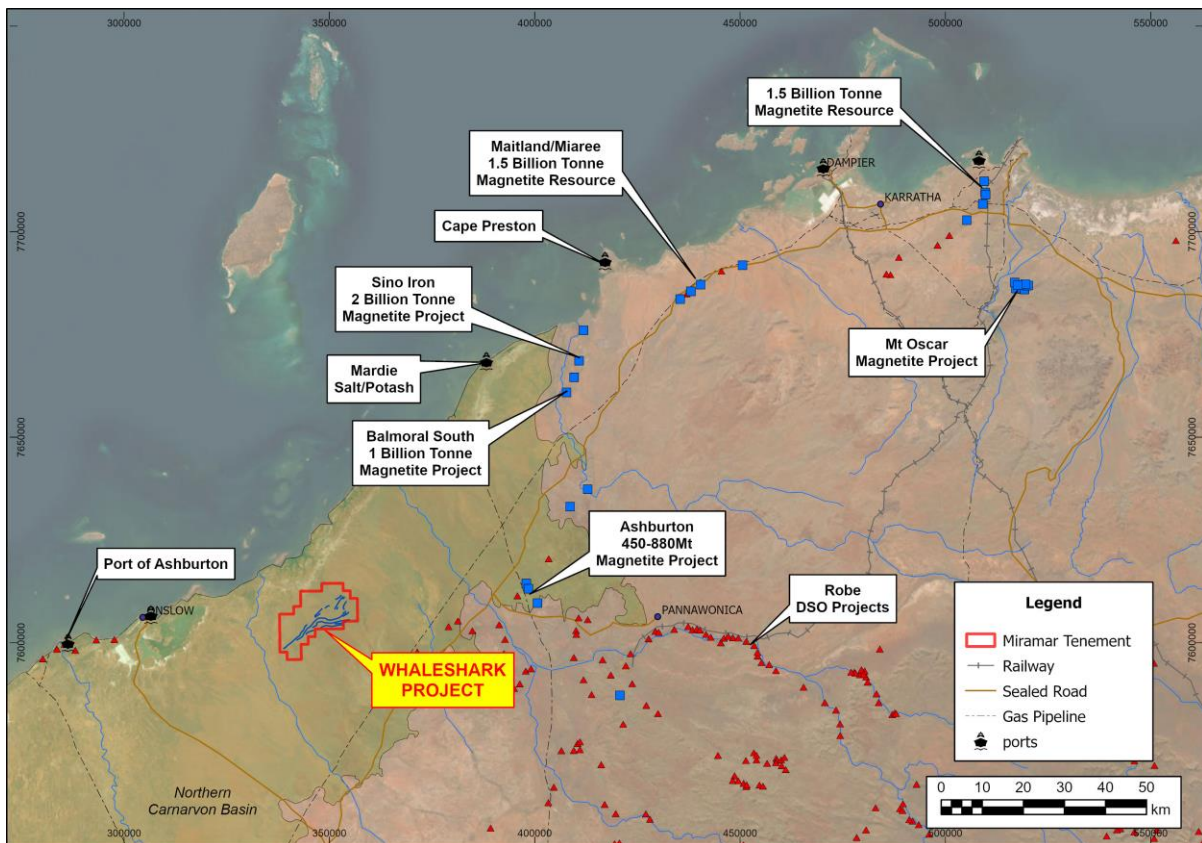 300000
350000
400000
450000
500000
550000
1.5 Billion Tonne
Magnetite Resource
Maitland/Miaree
1.5 Billion Tonne
Magnetite Resource
DAMPIER
KARRATHA
7700000
7700000
Cape Preston
Sino Iron
2 Billion Tonne
Magnetite Project
Mt Oscar
Magnetite Project
Mardie
Salt/Potash
7650000
7650000
Balmoral South
1 Billion Tonne
Magnetite Project
Ashburton
450-880Mt
Magnetite Project
Port of Ashburton
ONSLOW
PANNAWONICA
Robe
DSO Projects
7600000
7600000
WHALESHARK
PROJECT
Legend
Miramar Tenement
Railway
Sealed Road
Gas Pipeline
ports
Northern
Carnarvon Basin
0 10 20 30 40 50
km
300000
350000
400000
450000
500000
550000